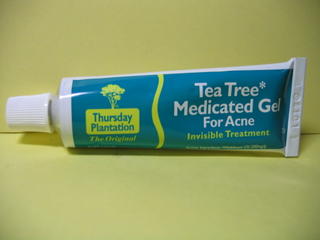 Thursday
Plantation
The Original
Tea Tree*
Medicated Gel
For Acne
Invisible Treatment